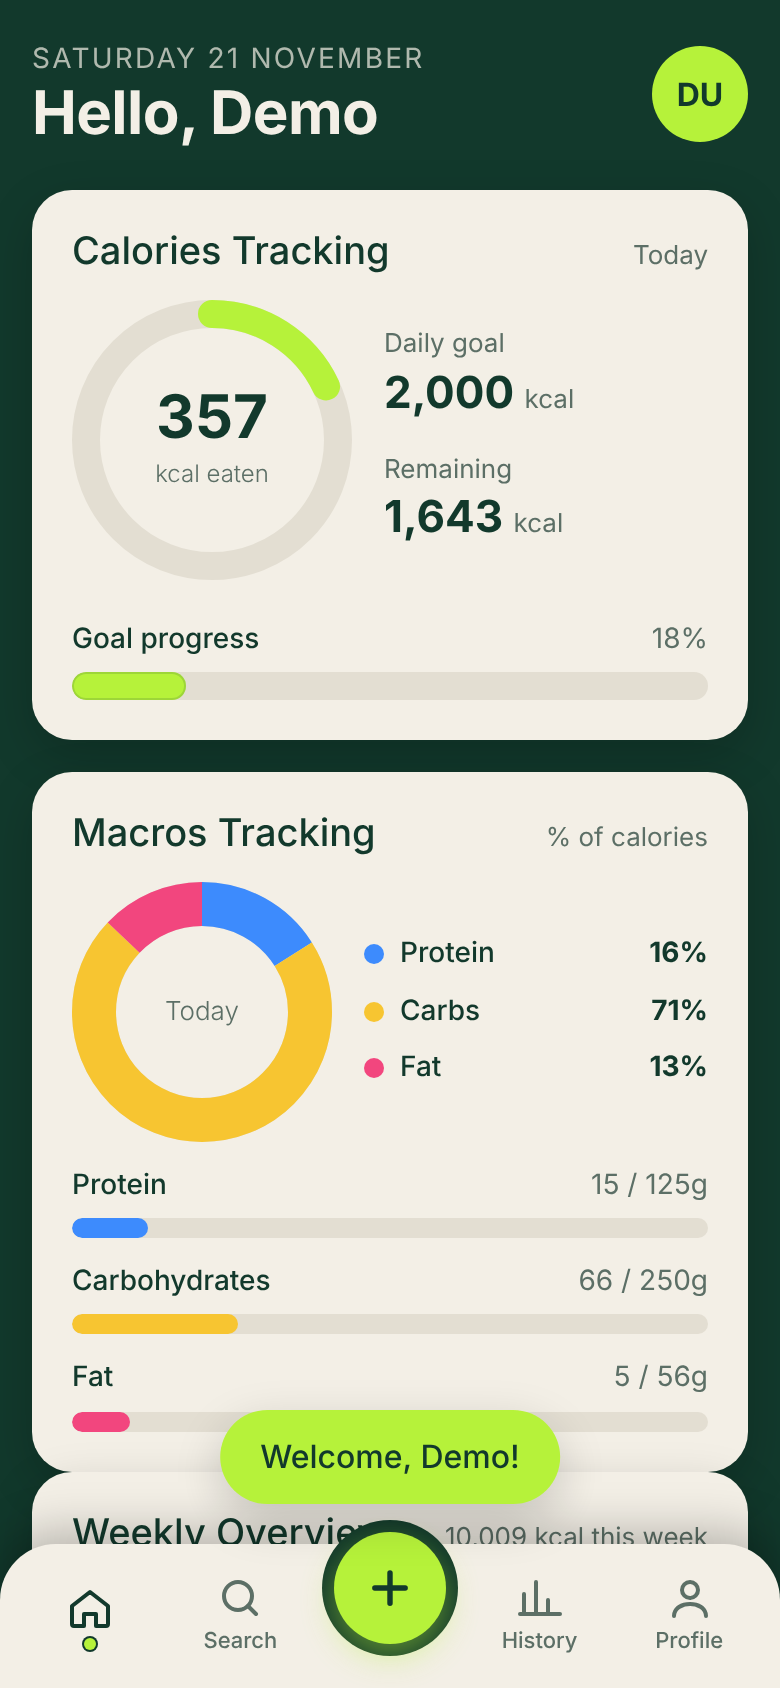 SATURDAY 21 NOVEMBER
Hello, Demo
DU
Calories Tracking
Today
357
kcal eaten
Daily goal
2,000 kcal
Remaining
1,643 kcal
Goal progress
18%
Macros Tracking
% of calories
Today
Protein
16%
Carbs
71%
Fat
13%
Protein
15 / 125g
Carbohydrates
66 / 250g
Fat
5 / 56g
Welcome, Demo!
Weekly Overview
10,009 kcal this week
Search
+
History
Profile